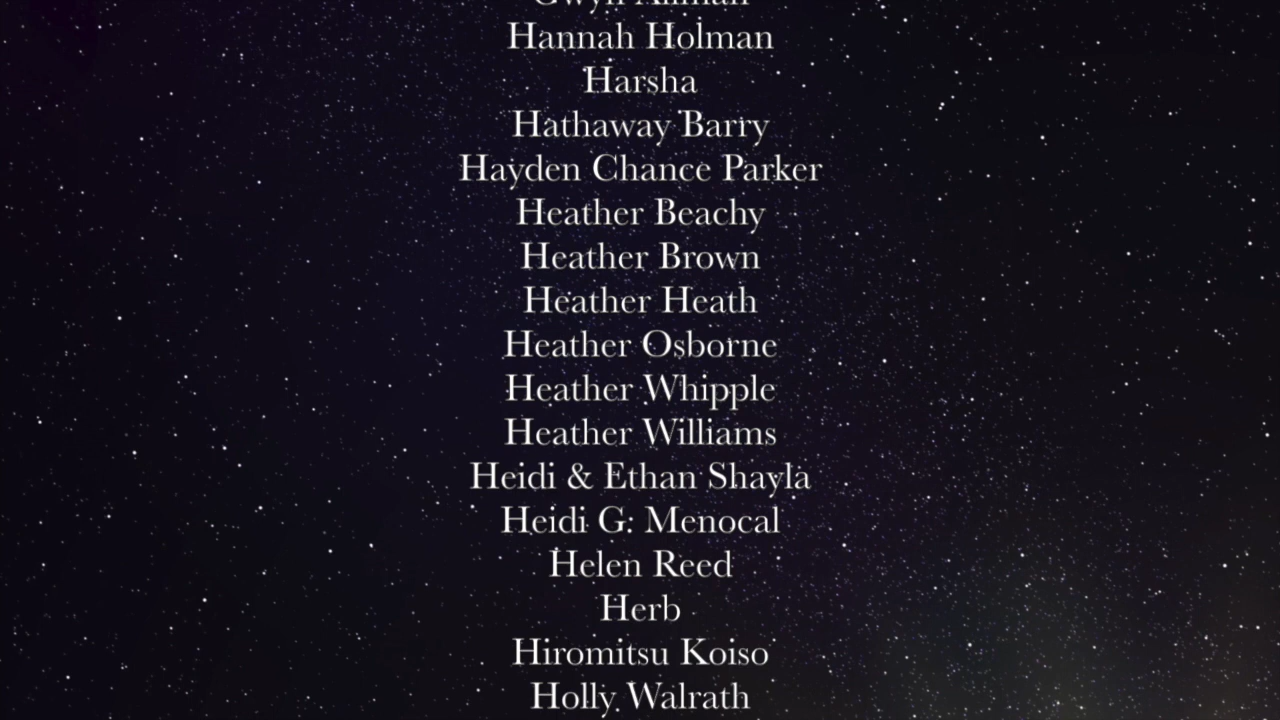 Hannah Holman
Harsha
Hathaway Barry
Hayden Chance Parker
Heather Beachy
Heather Brown
Heather Heath
Heather Osborne
Heather Whipple
Heather Williams
Heidi & Ethan Shayla
Heidi G. Menocal
Helen Reed
Herb
Hiromitsu Koiso
Holly Walrath